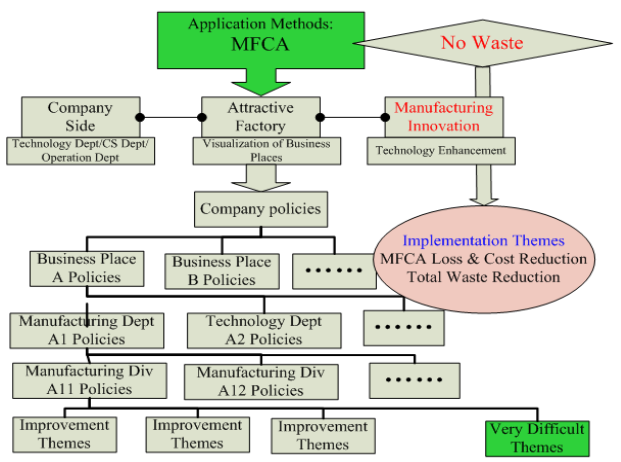 Application Methods:
MFCA
No Waste
Company
Side
Technology Dept/CS Dept/
Operation Dept
Attractive
Factory
Visualization of Business
Places
Manufacturing
Innovation
Technology Enhancement
Company policies
Implementation Themes
MFCA Loss & Cost Reduction
Total Waste Reduction
Business Place
A Policies
Business Place
B Policies
••••••
Manufacturing Dept
A1 Policies
Technology Dept
A2 Policies
••••••
Manufacturing Div
A11 Policies
Manufacturing Div
A12 Policies
••••••
Improvement
Themes
Improvement
Themes
Improvement
Themes
Very Difficult
Themes